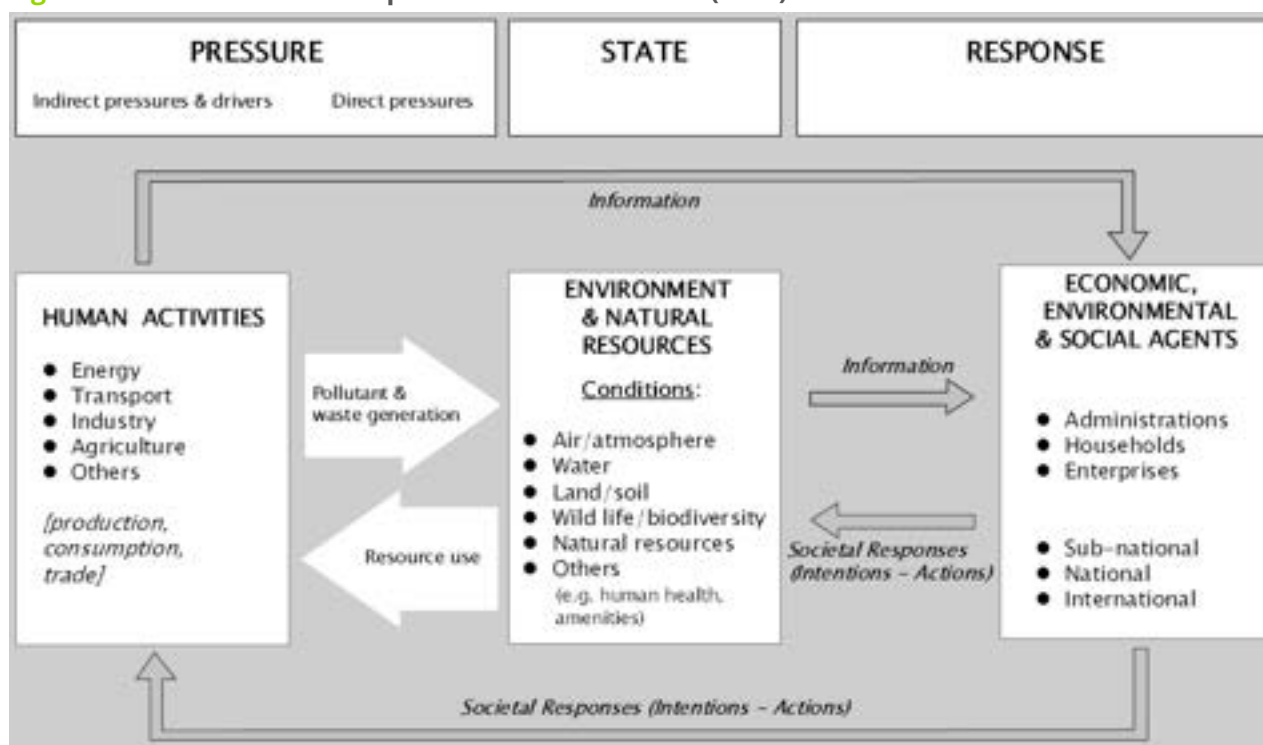 PRESSURE
Indirect pressures & drivers
Direct pressures
STATE
RESPONSE
Information
HUMAN ACTIVITIES
● Energy
● Transport
● Industry
● Agriculture
● Others
[production,
consumption,
trade]
Pollutant &
waste generation
Resource use
ENVIRONMENT
& NATURAL
RESOURCES
Conditions:
● Air/atmosphere
● Water
● Land/soil
● Wild life/biodiversity
● Natural resources
● Others
(e.g. human health,
amenities)
Information
Societal Responses
(Intentions – Actions)
ECONOMIC,
ENVIRONMENTAL
& SOCIAL AGENTS
● Administrations
● Households
● Enterprises
● Sub-national
● National
● International
Societal Responses (Intentions – Actions)